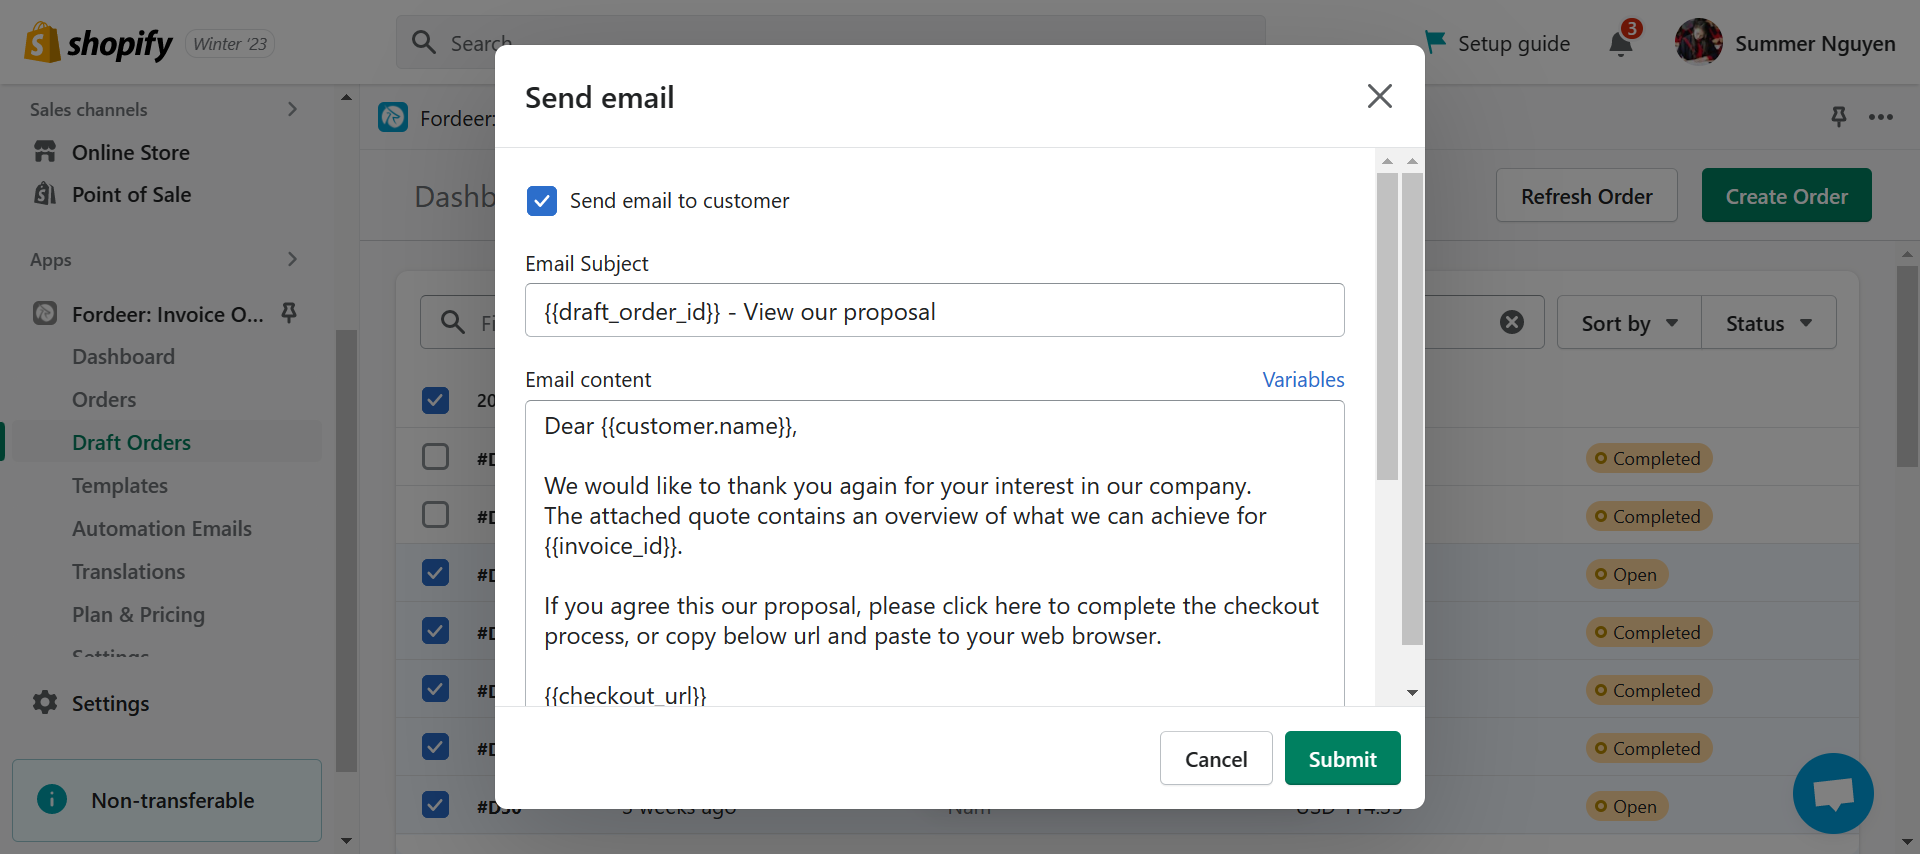 shopify
Winter ‘23
Search
Setup guide
3
Summer Nguyen
Sales channels
Online Store
Point of Sale
Apps
Fordeer: Invoice O...
Dashboard
Orders
Draft Orders
Templates
Automation Emails
Translations
Plan & Pricing
Settings
Settings
Non-transferable
Fordeer:
Refresh Order
Create Order
Sort by
Status
Completed
Completed
Open
Completed
Completed
Completed
Open
Send email
Send email to customer
Email Subject
{{draft_order_id}} - View our proposal
Email content
Variables
Dear {{customer.name}},
We would like to thank you again for your interest in our company.
The attached quote contains an overview of what we can achieve for
{{invoice_id}}.
If you agree this our proposal, please click here to complete the checkout
process, or copy below url and paste to your web browser.
{{checkout_url}}
Cancel
Submit